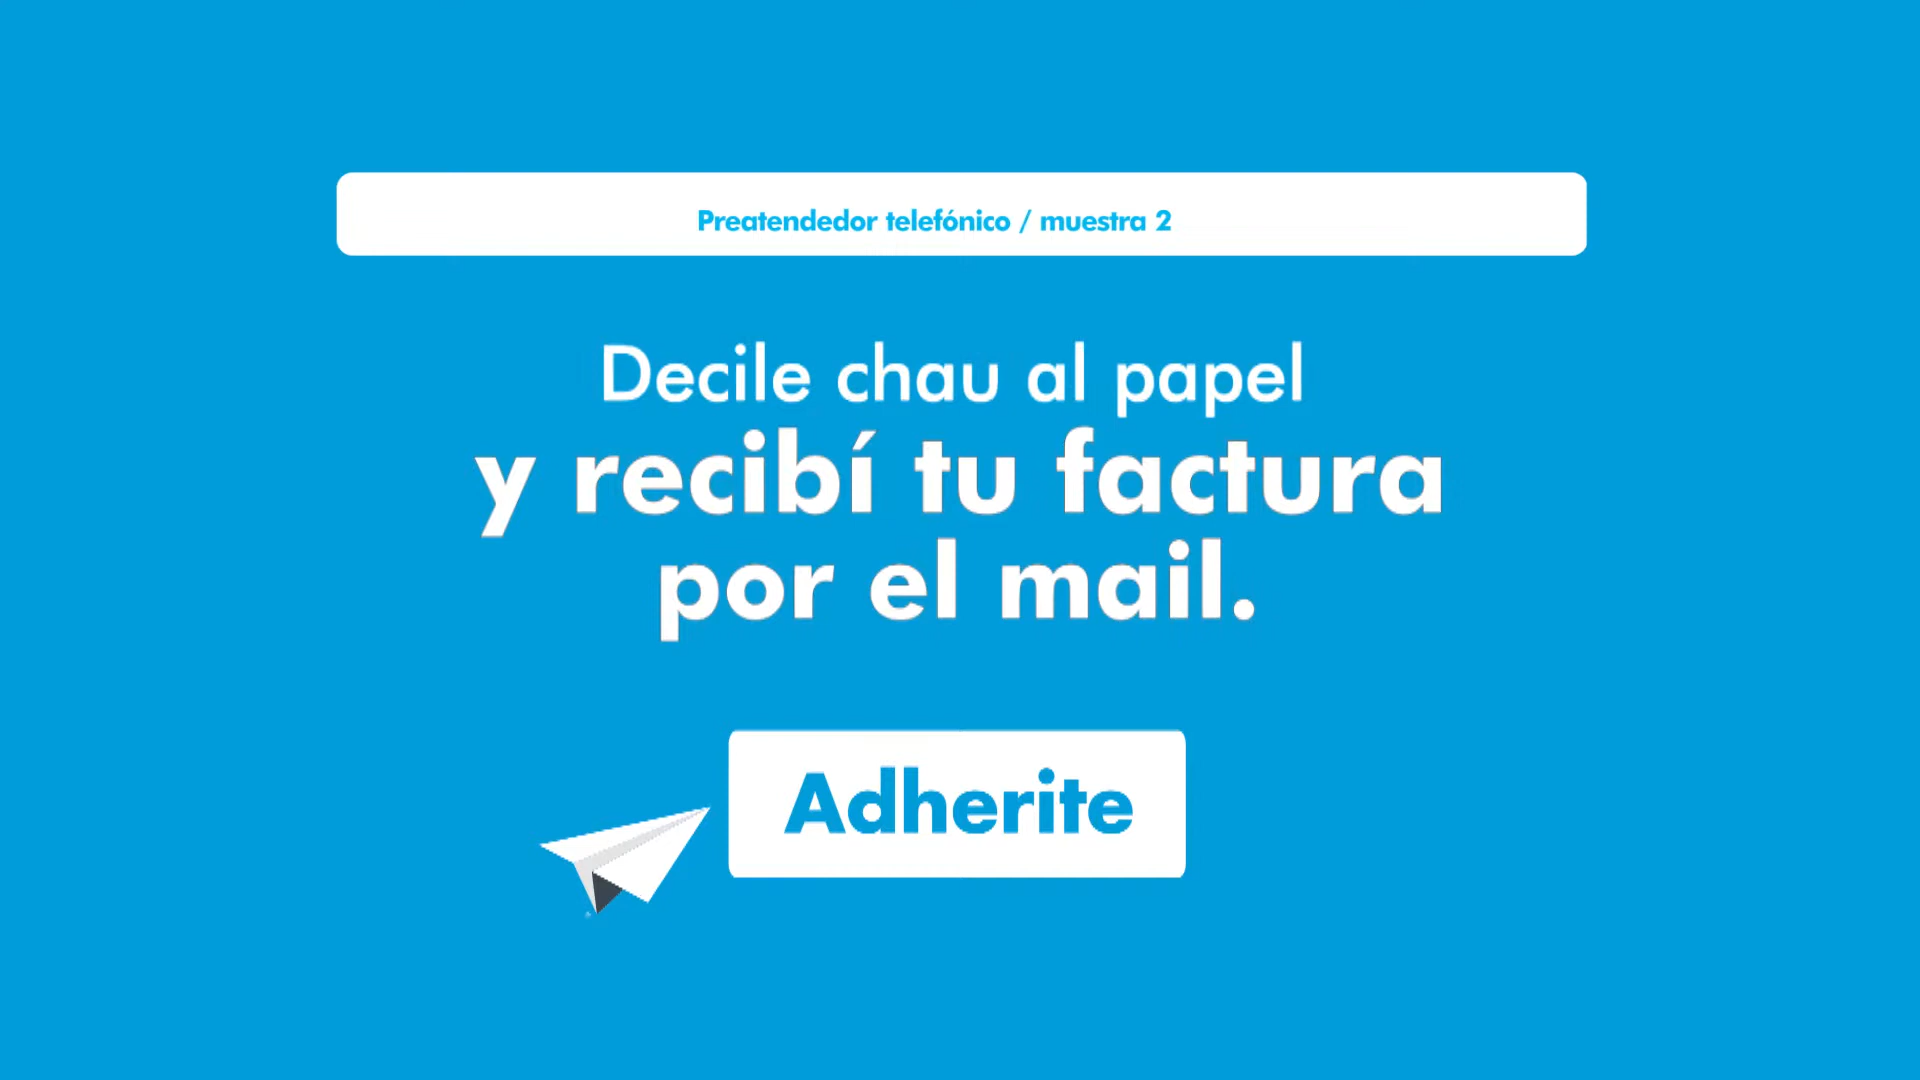 Preatendedor telefónico / muestra 2
Decile chau al papel
y recibí tu factura
por el mail.
Adherite